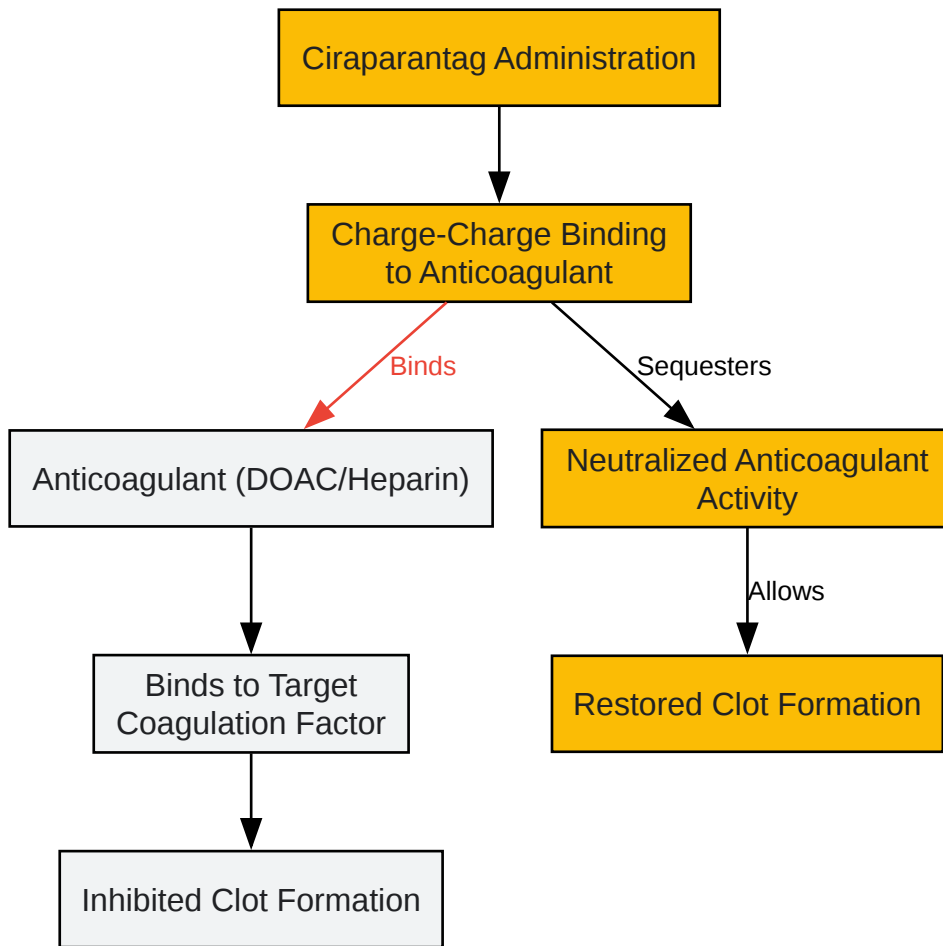 Ciraparantag Administration
Charge-Charge Binding
to Anticoagulant
Binds
Sequesters
Anticoagulant (DOAC/Heparin)
Neutralized Anticoagulant
Activity
Allows
Binds to Target
Coagulation Factor
Restored Clot Formation
Inhibited Clot Formation